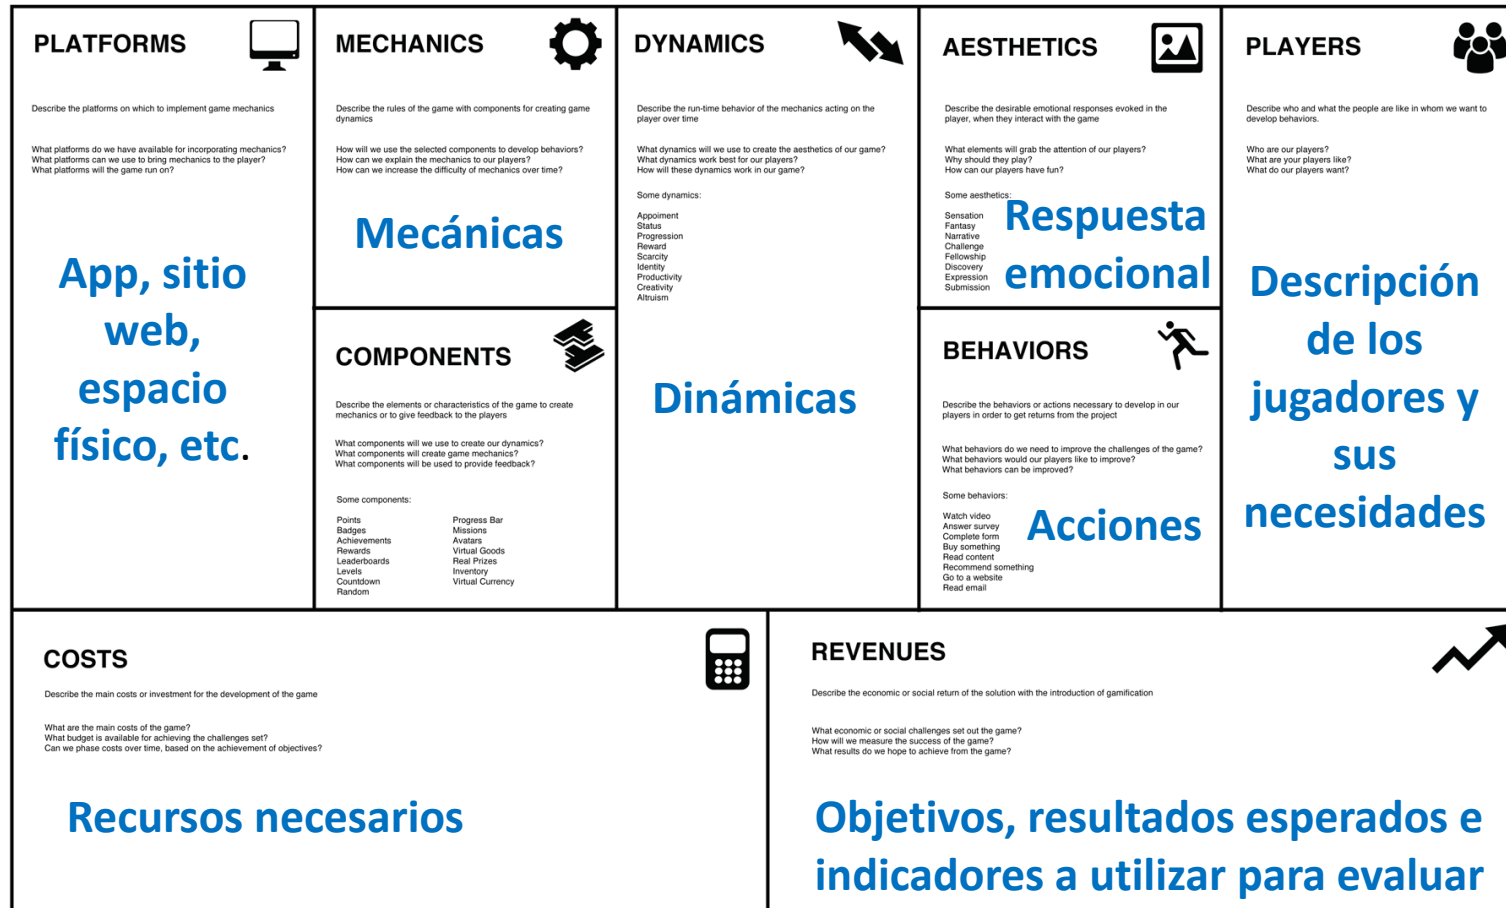 PLATFORMS
Describe the platforms on which to implement game mechanics
What platforms do we have available for incorporating mechanics?
What platforms can we use to bring mechanics to the player?
What platforms will the game run on?
App, sitio
web,
espacio
físico, etc.
MECHANICS
Describe the rules of the game with components for creating game
dynamics
How will we use the selected components to develop behaviors?
How can we explain the mechanics to our players?
How can we increase the difficulty of mechanics over time?
Mecánicas
COMPONENTS
Describe the elements or characteristics of the game to create
mechanics or to give feedback to the players
What components will we use to create our dynamics?
What components will create game mechanics?
What components will be used to provide feedback?
Some components:
Points
Badges
Achievements
Rewards
Leaderboards
Levels
Countdown
Random
Progress Bar
Missions
Avatars
Virtual Goods
Real Prizes
Inventory
Virtual Currency
DYNAMICS
Describe the run-time behavior of the mechanics acting on the
player over time
What dynamics will we use to create the aesthetics of our game?
What dynamics work best for our players?
How will these dynamics work in our game?
Some dynamics:
Appoiment
Status
Progression
Reward
Scarcity
Identity
Productivity
Creativity
Altruism
Dinámicas
AESTHETICS
Describe the desirable emotional responses evoked in the
player, when they interact with the game
What elements will grab the attention of our players?
Why should they play?
How can our players have fun?
Some aesthetics:
Sensation
Fantasy
Narrative
Challenge
Fellowship
Discovery
Expression
Submission
Respuesta
emocional
BEHAVIORS
Describe the behaviors or actions necessary to develop in our
players in order to get returns from the project
What behaviors do we need to improve the challenges of the game?
What behaviors would our players like to improve?
What behaviors can be improved?
Some behaviors:
Watch video
Answer survey
Complete form
Buy something
Read content
Recommend something
Go to a website
Read email
Acciones
PLAYERS
Describe who and what the people are like in whom we want to
develop behaviors.
Who are our players?
What are your players like?
What do our players want?
Descripción
de los
jugadores y
sus
necesidades
COSTS
Describe the main costs or investment for the development of the game
What are the main costs of the game?
What budget is available for achieving the challenges set?
Can we phase costs over time, based on the achievement of objectives?
Recursos necesarios
REVENUES
Describe the economic or social return of the solution with the introduction of gamification
What economic or social challenges set out the game?
How will we measure the success of the game?
What results do we hope to achieve from the game?
Objetivos, resultados esperados e
indicadores a utilizar para evaluar